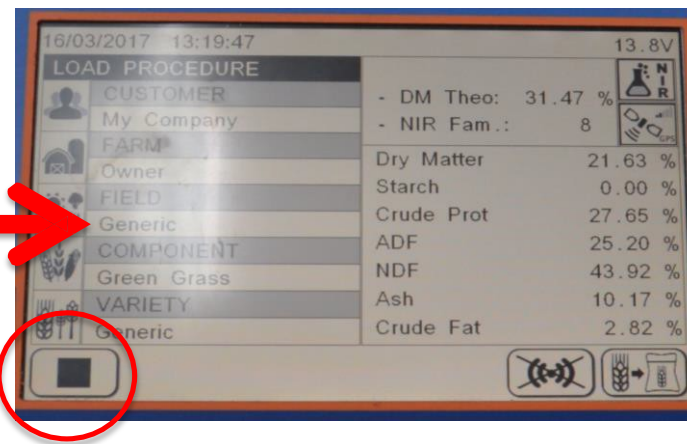 16/03/2017 13:19:47
13.8V
LOAD PROCEDURE
CUSTOMER
My Company
FARM
Owner
FIELD
Generic
COMPONENT
Green Grass
VARIETY
Generic
- DM Theo: 31.47 %
- NIR Fam.: 8
NIR
GPS
Dry Matter 21.63 %
Starch 0.00 %
Crude Prot 27.65 %
ADF 25.20 %
NDF 43.92 %
Ash 10.17 %
Crude Fat 2.82 %